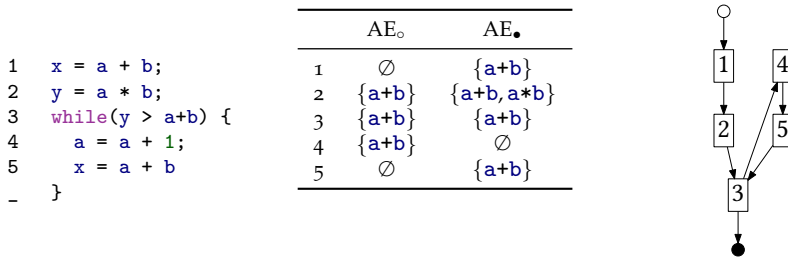 1 x = a + b;
2 y = a * b;
3 while(y > a+b) {
4 a = a + 1;
5 x = a + b
_ }
AE○ AE●
1 ∅ {a+b}
2 {a+b} {a+b,a*b}
3 {a+b} {a+b}
4 {a+b} ∅
5 ∅ {a+b}
1 4
2 5
3